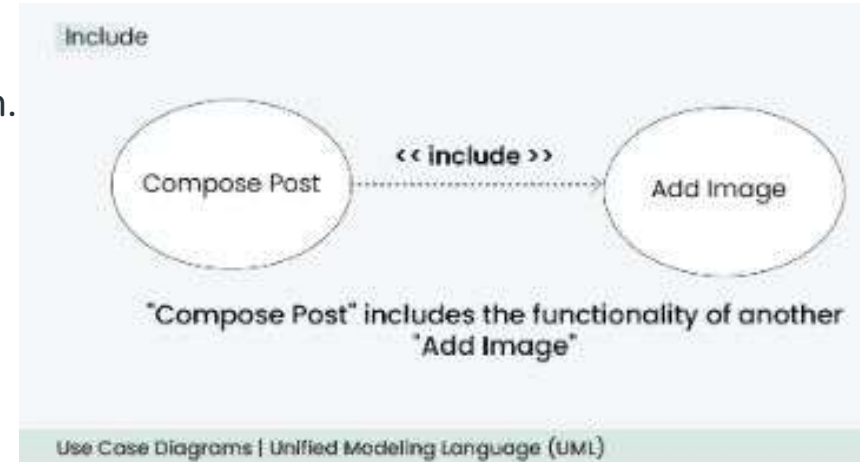 Include
n.
<< include >>
Compose Post
Add Image
"Compose Post" includes the functionality of another
"Add Image"
Use Case Diagrams | Unified Modeling Language (UML)